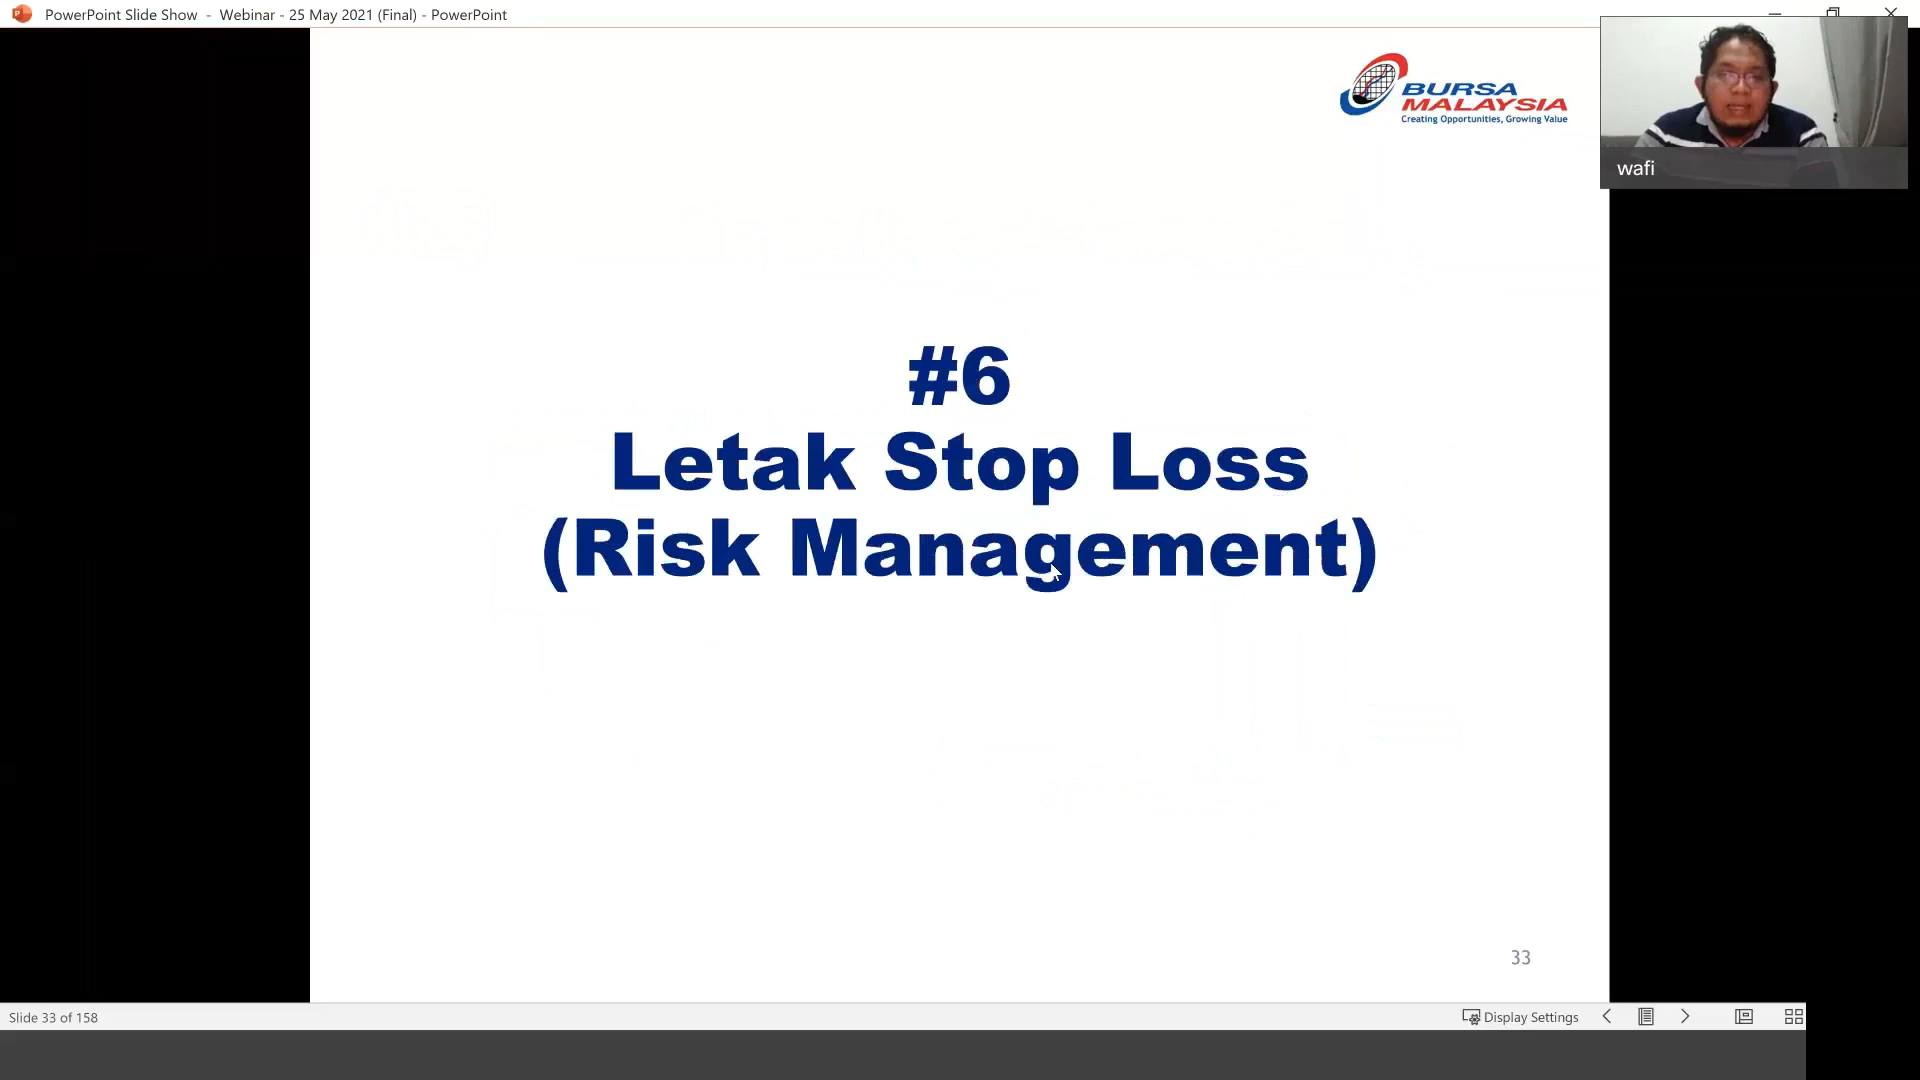 PowerPoint Slide Show - Webinar - 25 May 2021 (Final) - PowerPoint
BURSA
MALAYSIA
Creating Opportunities, Growing Value
wafi
#6
Letak Stop Loss
(Risk Management)
33
Slide 33 of 158
Display Settings